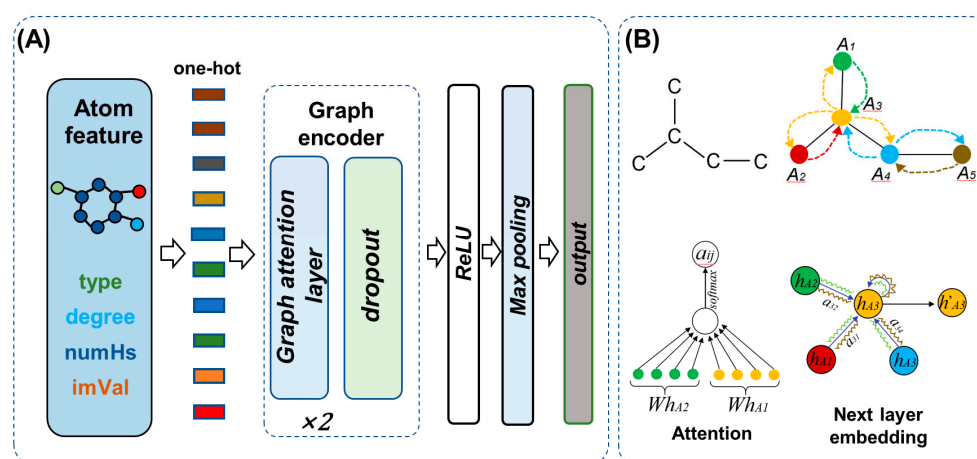 (A)
Atom
feature
type
degree
numHs
imVal
one-hot
Graph
encoder
Graph attention
layer
dropout
×2
ReLU
Max pooling
output
(B)
C
C
C
C
C
A1
A3
A2
A4
A5
aij
softmax
WhA2
WhA1
Attention
hA2
a32
hA3
h'A3
a31
a34
hA1
hA3
Next layer
embedding